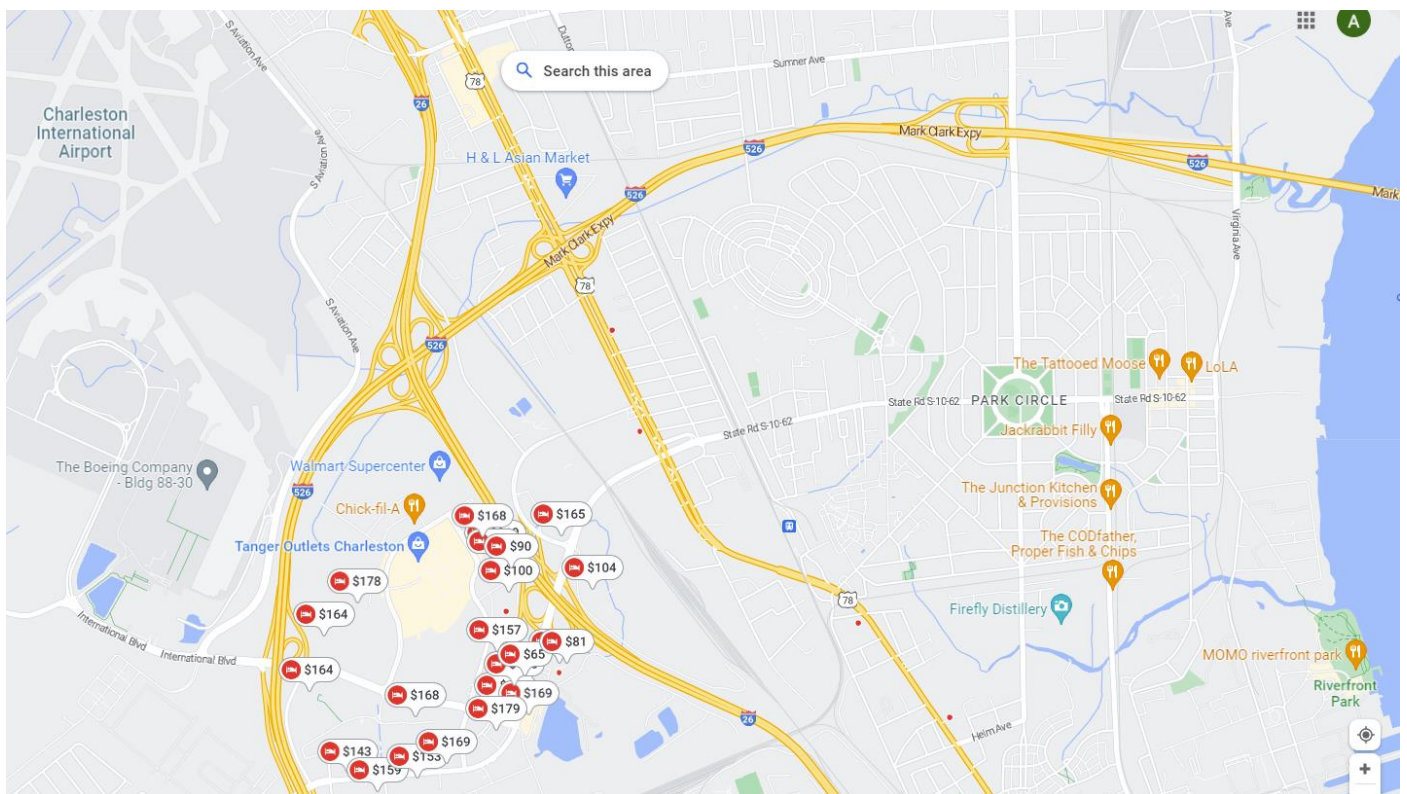 A
Search this area
S Aviation Ave
Sumner Ave
Ave
78
26
Charleston
International
Airport
Mark Clark Expy
526
526
S Aviation Ave
H & L Asian Market
526
Mark
Virginia Ave
Mark Clark Expy
78
S Aviation Ave
526
The Tattooed Moose
LoLA
State Rd S-10-62
PARK CIRCLE
State Rd S-10-62
State Rd S-10-62
Jackrabbit Filly
The Boeing Company
- Bldg 88-30
Walmart Supercenter
526
The Junction Kitchen
& Provisions
Chick-fil-A
$168
$165
Tanger Outlets Charleston
$90
The CODfather,
Proper Fish & Chips
$100
$104
$178
78
Firefly Distillery
$164
International Blvd
$157
$81
$65
International Blvd
MOMO riverfront park
$164
Riverfront
Park
$168
$169
$179
26
Heim Ave
$169
$143
$153
$159
+